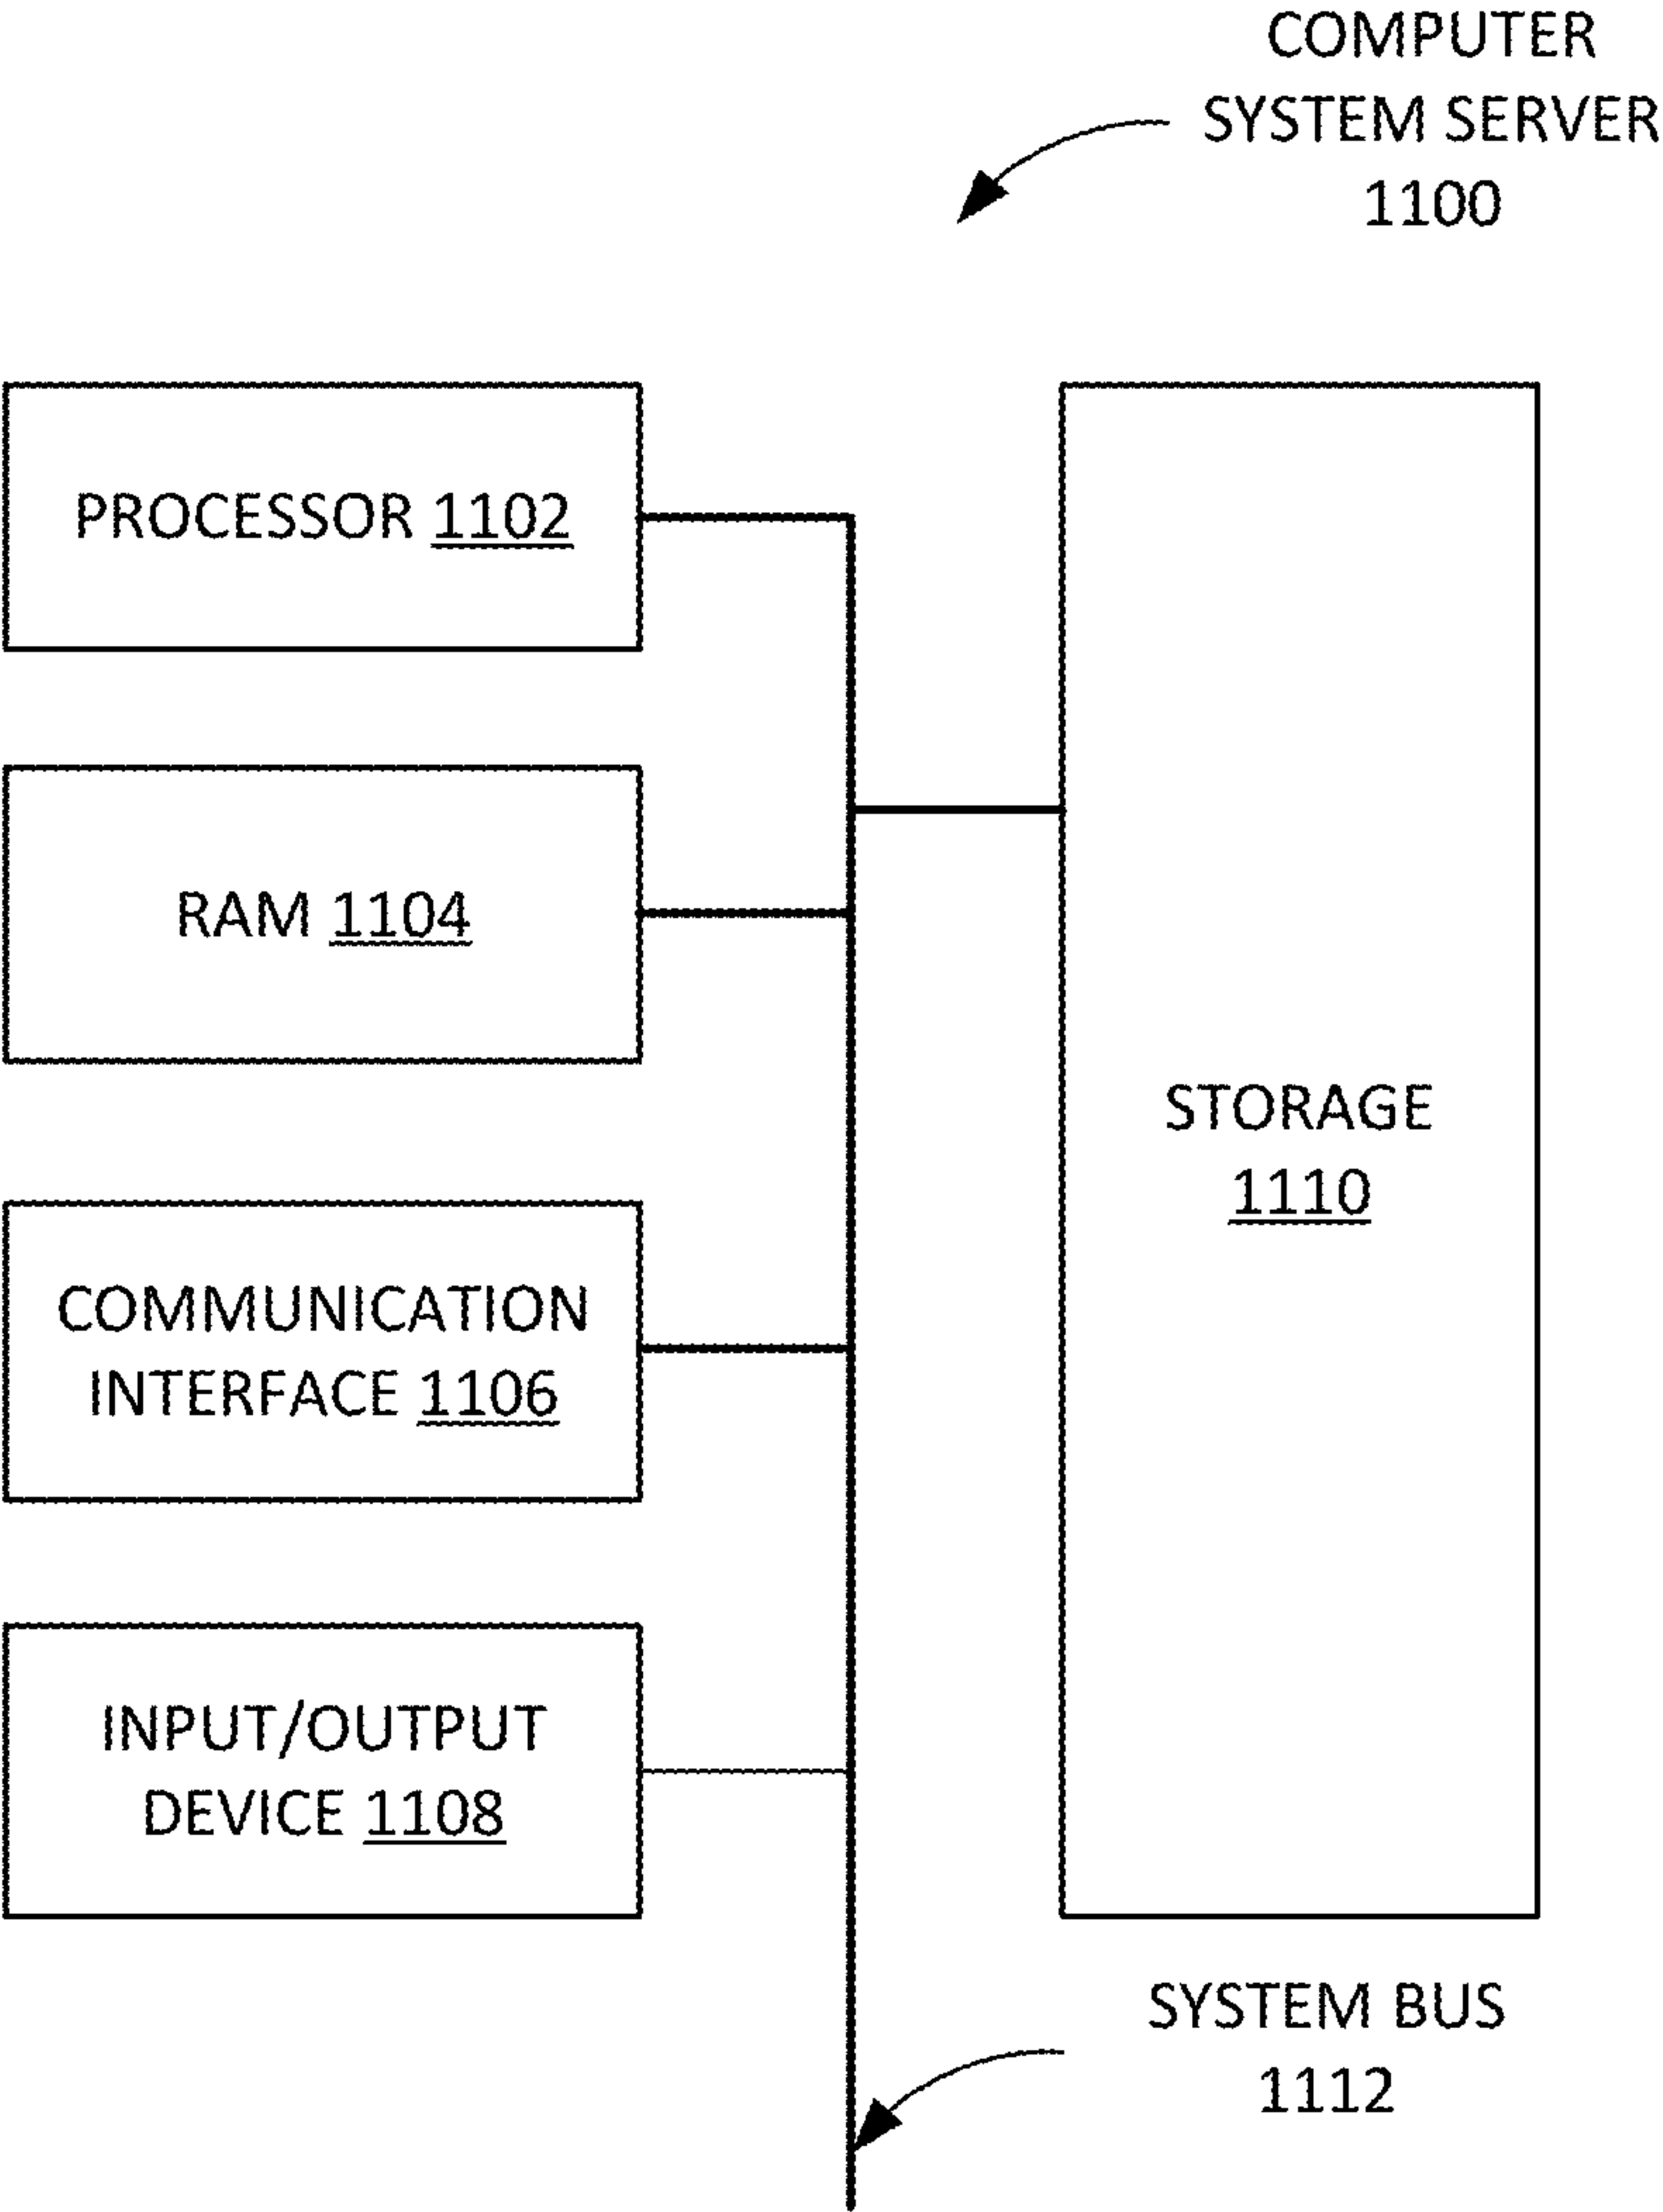 COMPUTER
SYSTEM SERVER
1100
PROCESSOR 1102
RAM 1104
COMMUNICATION
INTERFACE 1106
INPUT/OUTPUT
DEVICE 1108
STORAGE
1110
SYSTEM BUS
1112